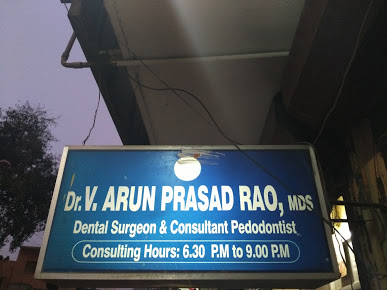 Dr. V. ARUN PRASAD RAO, MDS
Dental Surgeon & Consultant Pedodontist
Consulting Hours: 6.30 P.M to 9.00 P.M